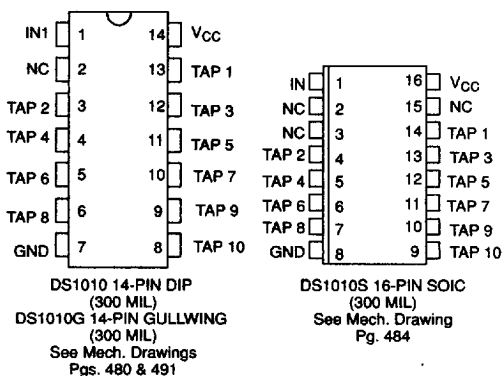 IN1 1 14 VCC
NC 2 13 TAP 1
TAP 2 3 12 TAP 3
TAP 4 4 11 TAP 5
TAP 6 5 10 TAP 7
TAP 8 6 9 TAP 9
GND 7 8 TAP 10
DS1010 14-PIN DIP
(300 MIL)
DS1010G 14-PIN GULLWING
(300 MIL)
See Mech. Drawings
Pgs. 480 & 491
IN 1 16 VCC
NC 2 15 NC
NC 3 14 TAP 1
TAP 2 4 13 TAP 3
TAP 4 5 12 TAP 5
TAP 6 6 11 TAP 7
TAP 8 7 10 TAP 9
GND 8 9 TAP 10
DS1010S 16-PIN SOIC
(300 MIL)
See Mech. Drawing
Pg. 484